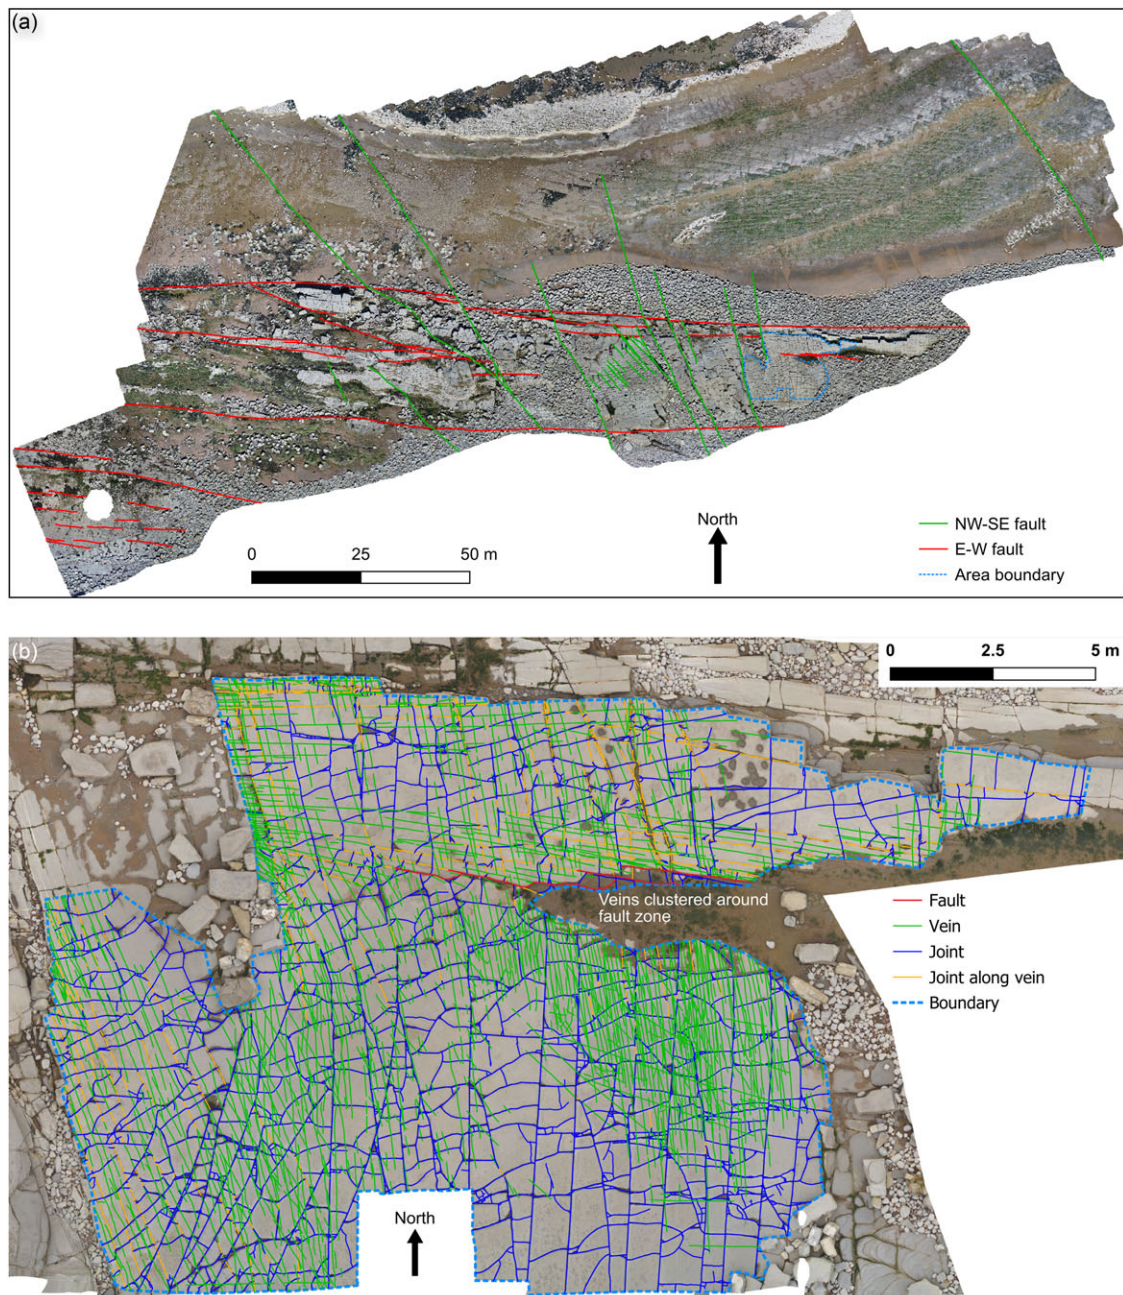 (a)
North
0 25 50 m
NW-SE fault
E-W fault
Area boundary
(b)
0 2.5 5 m
Veins clustered around
fault zone
Fault
Vein
Joint
Joint along vein
Boundary
North